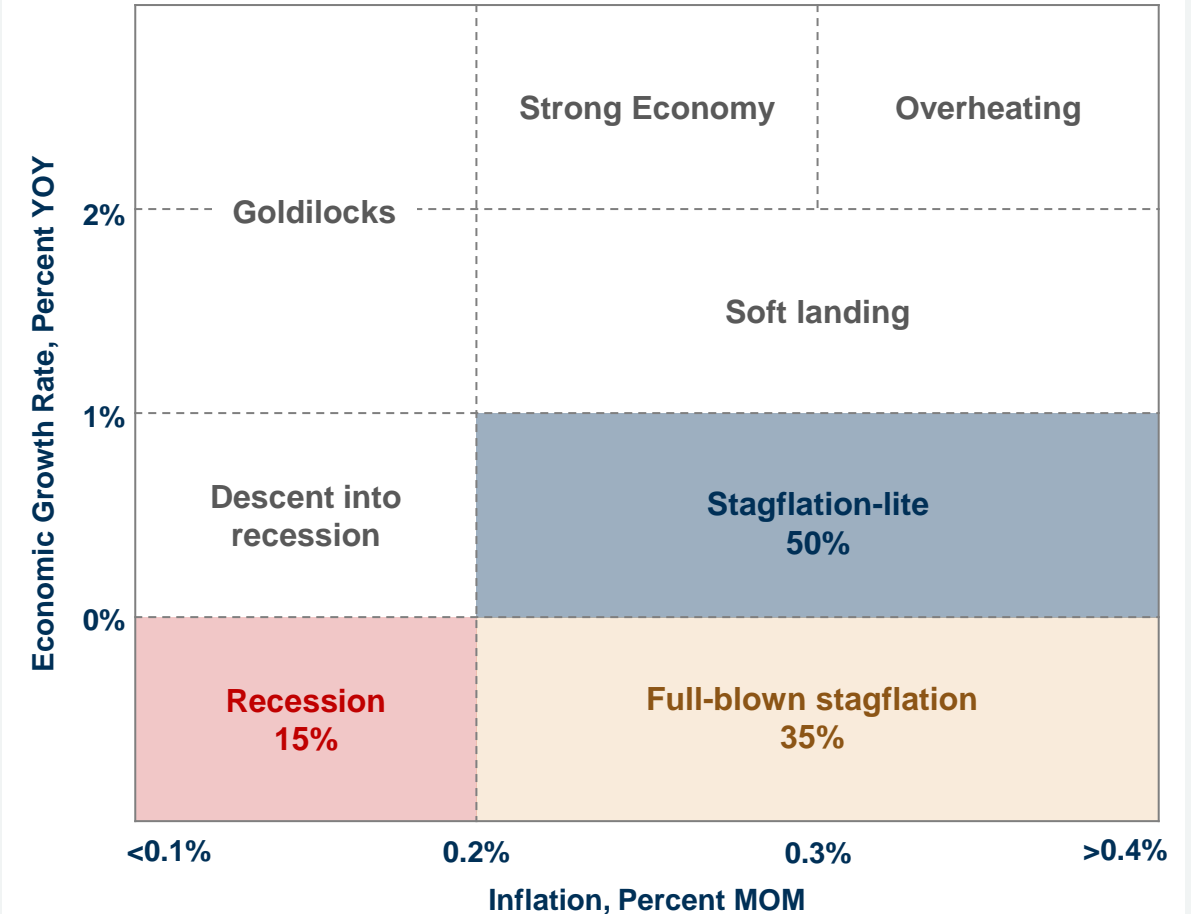 Economic Growth Rate, Percent YOY
Strong Economy
Overheating
2%
Goldilocks
Soft landing
1%
Descent into
recession
Stagflation-lite
50%
0%
Recession
15%
Full-blown stagflation
35%
<0.1%
0.2%
0.3%
>0.4%
Inflation, Percent MOM